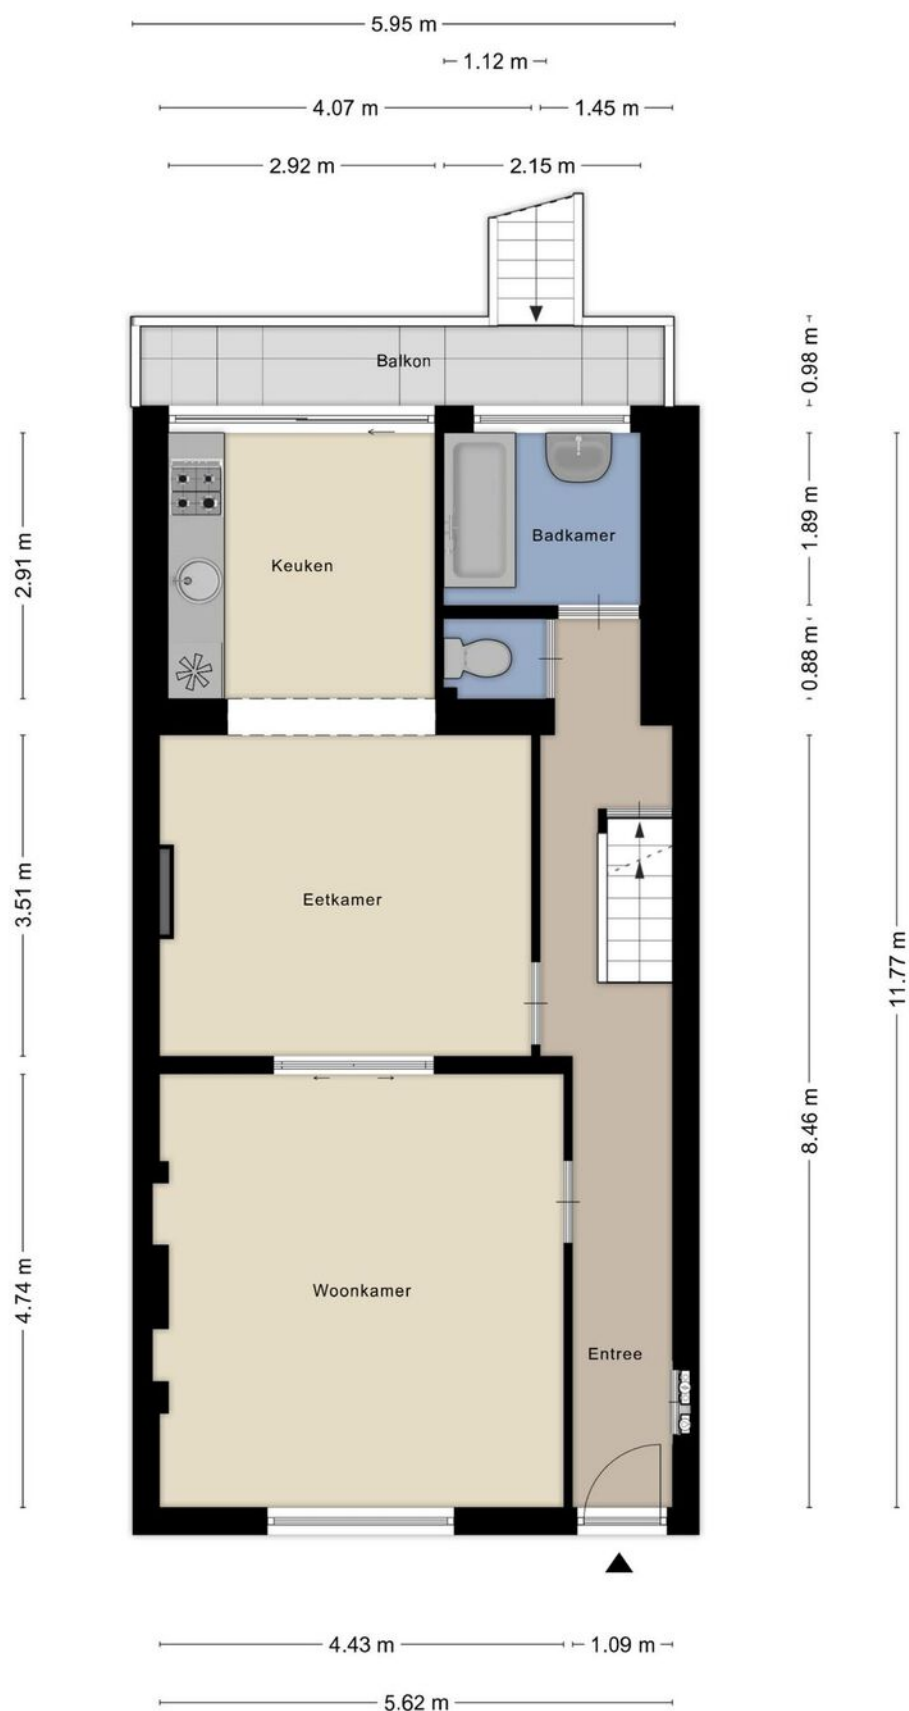 5.95 m
1.12 m
4.07 m
1.45 m
2.92 m
2.15 m
Balkon
0.98 m
Badkamer
1.89 m
Keuken
2.91 m
0.88 m
Eetkamer
3.51 m
11.77 m
8.46 m
Woonkamer
4.74 m
Entree
4.43 m
1.09 m
5.62 m